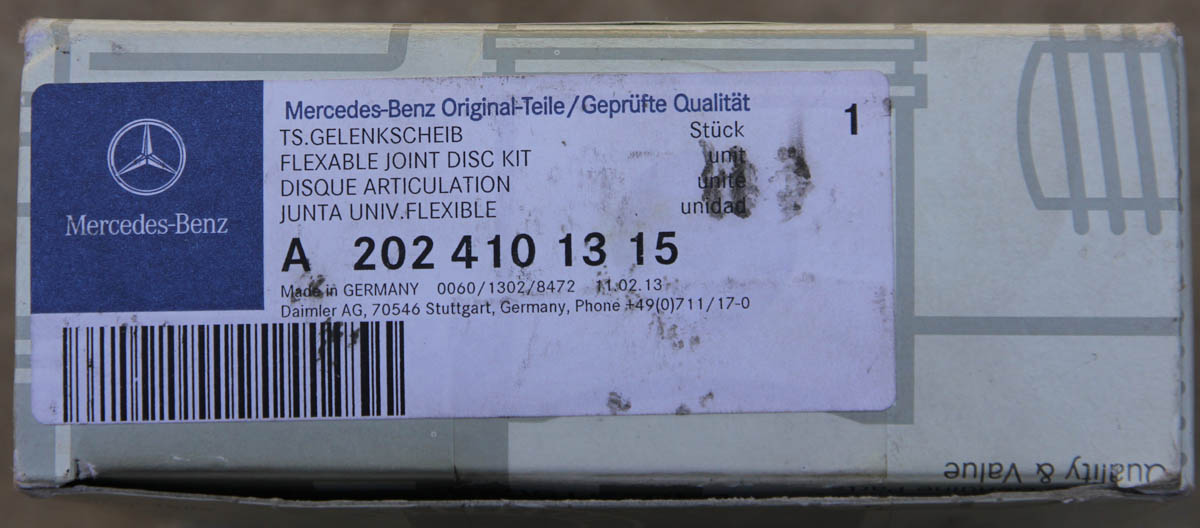 Mercedes-Benz
Mercedes-Benz Original-Teile/Geprüfte Qualität
TS.GELENKSCHEIB Stück 1
FLEXABLE JOINT DISC KIT unit
DISQUE ARTICULATION unité
JUNTA UNIV.FLEXIBLE unidad
A 202 410 13 15
Made in GERMANY 0060/1302/8472 11.02.13
Daimler AG, 70546 Stuttgart, Germany, Phone +49(0)711/17-0
Quality & Value